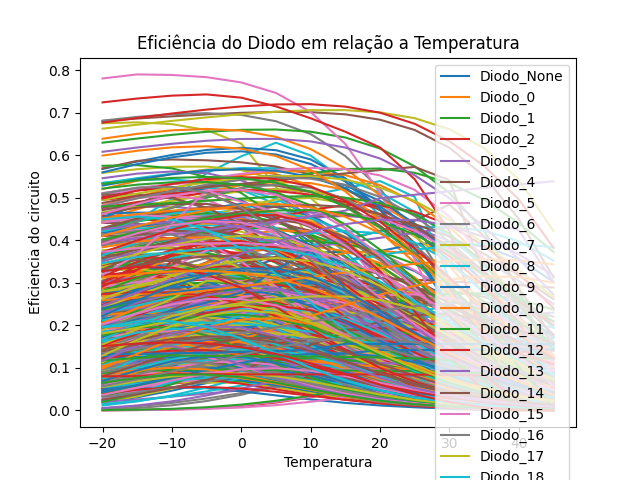 Eficiência do Diodo em relação a Temperatura
Eficiencia do circuito
0.8
0.7
0.6
0.5
0.4
0.3
0.2
0.1
0.0
−20
−10
0
10
20
30
40
Temperatura
Diodo_None
Diodo_0
Diodo_1
Diodo_2
Diodo_3
Diodo_4
Diodo_5
Diodo_6
Diodo_7
Diodo_8
Diodo_9
Diodo_10
Diodo_11
Diodo_12
Diodo_13
Diodo_14
Diodo_15
Diodo_16
Diodo_17
Diodo_18